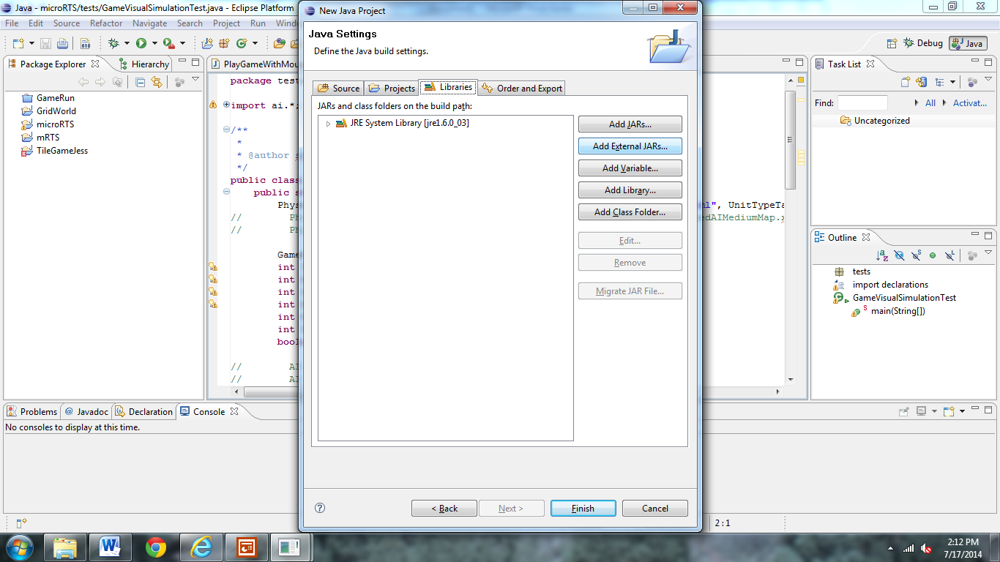 Java - microRTS/tests/GameVisualSimulationTest.java - Eclipse Platform
File Edit Source Refactor Navigate Search Project Run
Debug Java
Package Explorer Hierarchy
GameRun
GridWorld
microRTS
mRTS
TileGameJess
package test
import ai.*;
/**
*
* @author
*/
public class
public s
Phys
//
//
Game
int
int
int
int
int
int
bool
// AI
// AI
l", UnitTypeTa
New Java Project
Java Settings
Define the Java build settings.
Source Projects Libraries Order and Export
JARs and class folders on the build path:
JRE System Library [jre1.6.0_03]
Add JARs...
Add External JARs...
Add Variable...
Add Library...
Add Class Folder...
Edit...
Remove
Migrate JAR File...
< Back Next > Finish Cancel
Task List
Find: All Activat...
Uncategorized
Outline
tests
import declarations
GameVisualSimulationTest
main(String[])
Problems Javadoc Declaration Console
No consoles to display at this time.
2:1
2:12 PM
7/17/2014